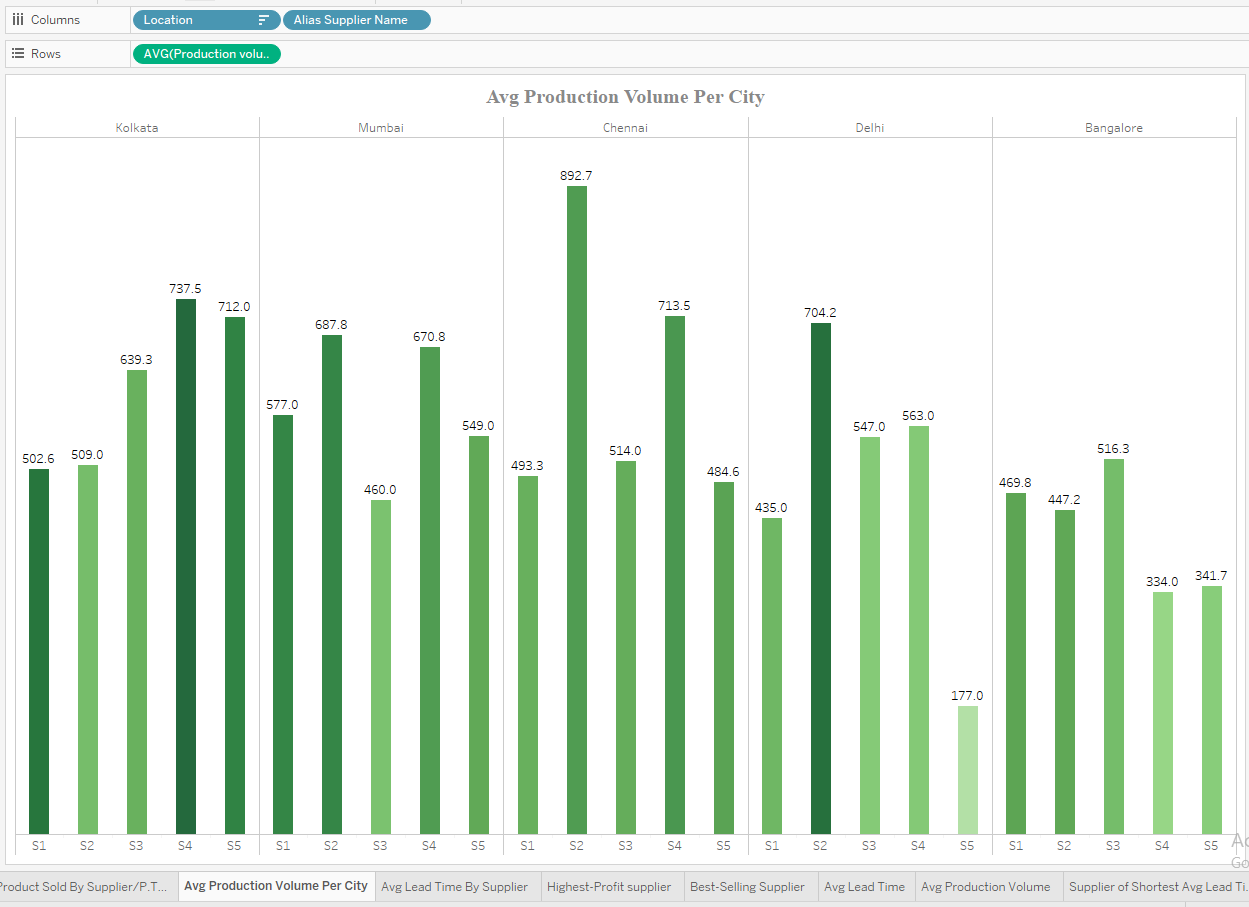 Columns Location Alias Supplier Name
Rows AVG(Production volu..
Avg Production Volume Per City
Kolkata Mumbai Chennai Delhi Bangalore
892.7
737.5
712.0 713.5 704.2
687.8 670.8
639.3
577.0 549.0 547.0 563.0
502.6 509.0 514.0 516.3
460.0 493.3 484.6 469.8
435.0 447.2
334.0 341.7
177.0
S1 S2 S3 S4 S5 S1 S2 S3 S4 S5 S1 S2 S3 S4 S5 S1 S2 S3 S4 S5 S1 S2 S3 S4 S5
Product Sold By Supplier/P.T... Avg Production Volume Per City Avg Lead Time By Supplier Highest-Profit supplier Best-Selling Supplier Avg Lead Time Avg Production Volume Supplier of Shortest Avg Lead Ti...